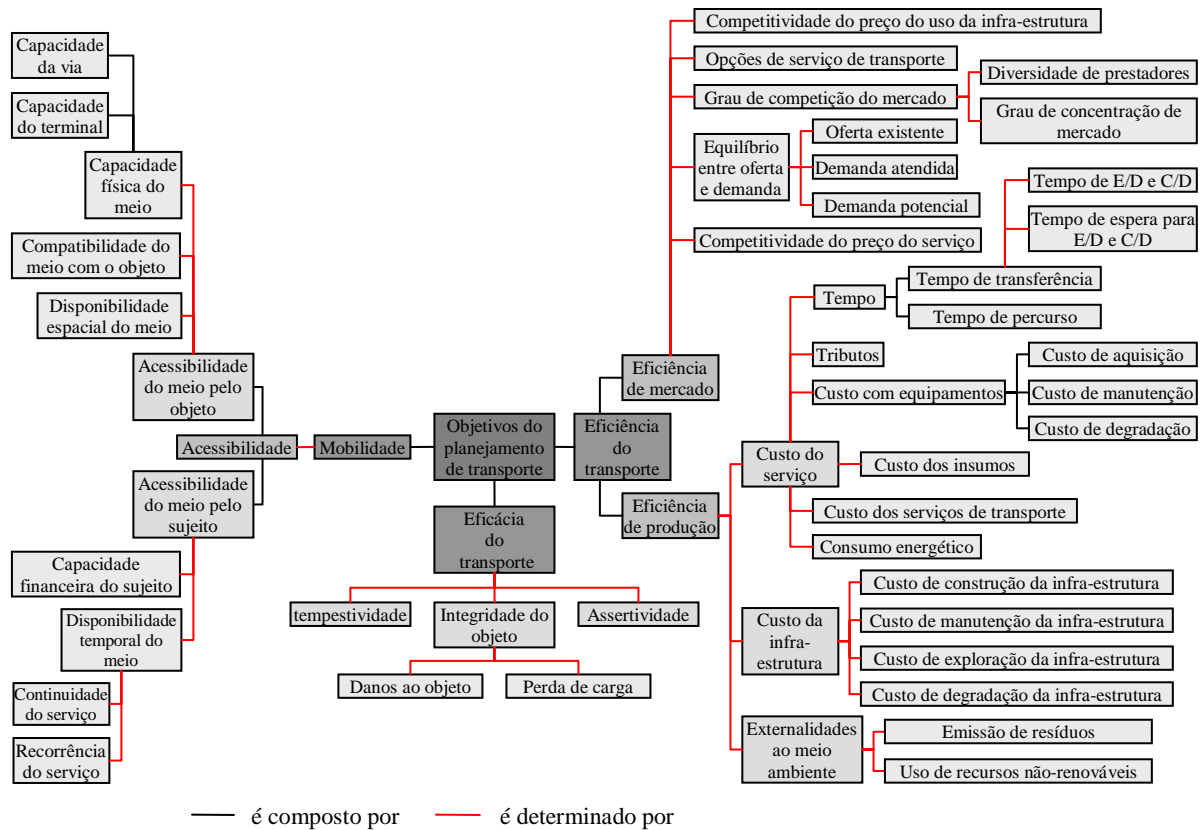 Capacidade
da via
Capacidade
do terminal
Capacidade
física do
meio
Compatibilidade do
meio com o objeto
Disponibilidade
espacial do meio
Acessibilidade
do meio pelo
objeto
Acessibilidade
Mobilidade
Acessibilidade
do meio pelo
sujeito
Capacidade
financeira do sujeito
Disponibilidade
temporal do
meio
Continuidade
do serviço
Recorrência
do serviço
Objetivos do
planejamento
de transporte
Eficácia
do
transporte
tempestividade
Integridade do
objeto
Assertividade
Danos ao objeto
Perda de carga
Eficiência
do
transporte
Eficiência
de mercado
Competitividade do preço do uso da infra-estrutura
Opções de serviço de transporte
Grau de competição do mercado
Diversidade de prestadores
Grau de concentração de
mercado
Equilíbrio
entre oferta
e demanda
Oferta existente
Demanda atendida
Demanda potencial
Competitividade do preço do serviço
Eficiência
de produção
Custo do
serviço
Tempo
Tempo de transferência
Tempo de E/D e C/D
Tempo de espera para
E/D e C/D
Tempo de percurso
Tributos
Custo com equipamentos
Custo de aquisição
Custo de manutenção
Custo de degradação
Custo dos insumos
Custo dos serviços de transporte
Consumo energético
Custo da
infra-
estrutura
Custo de construção da infra-estrutura
Custo de manutenção da infra-estrutura
Custo de exploração da infra-estrutura
Custo de degradação da infra-estrutura
Externalidades
ao meio
ambiente
Emissão de resíduos
Uso de recursos não-renováveis
é composto por
é determinado por